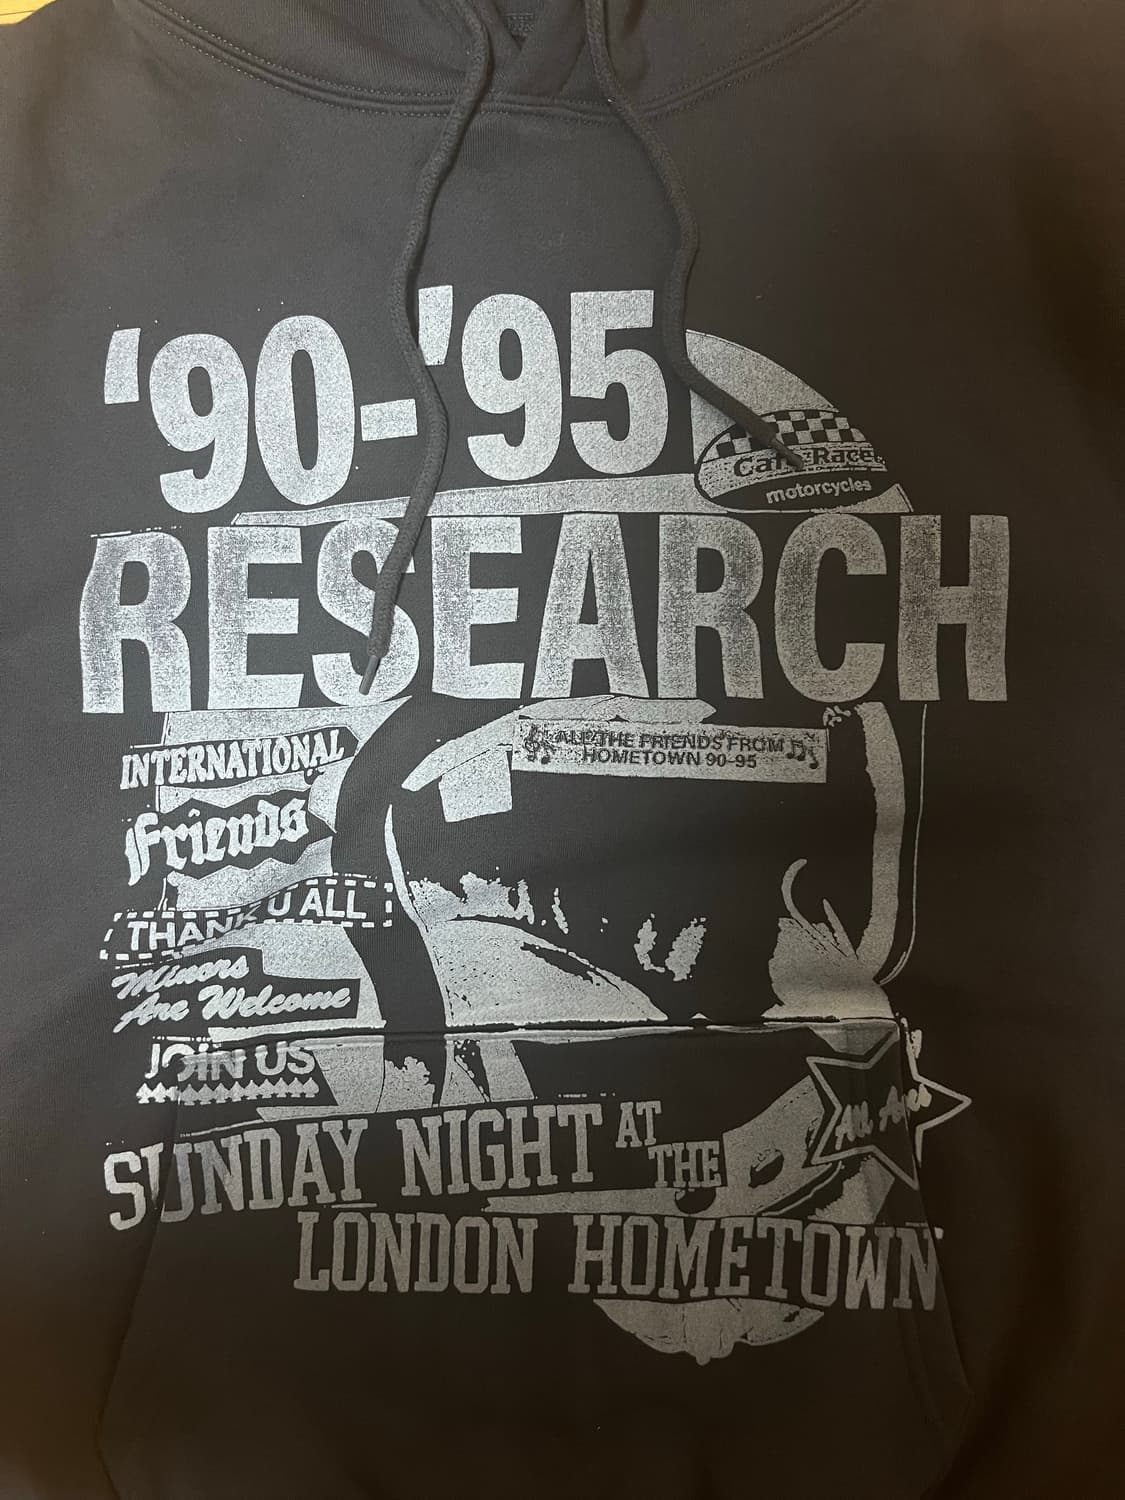 '90-'95
Cafe Racer
motorcycles
RESEARCH
ALL THE FRIENDS FROM
HOMETOWN 90-95
INTERNATIONAL
Friends
THANK U ALL
Minors
Are Welcome
JOIN US
All Ages
SUNDAY NIGHT AT
THE
LONDON HOMETOWN